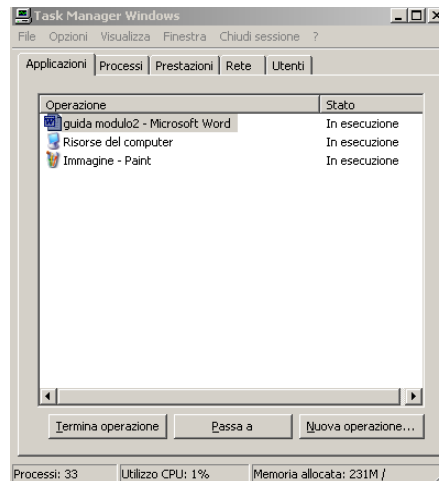 Task Manager Windows
File Opzioni Visualizza Finestra Chiudi sessione ?
Applicazioni Processi Prestazioni Rete Utenti
Operazione Stato
guida modulo2 - Microsoft Word In esecuzione
Risorse del computer In esecuzione
Immagine - Paint In esecuzione
Termina operazione Passa a Nuova operazione...
Processi: 33 Utilizzo CPU: 1% Memoria allocata: 231M /